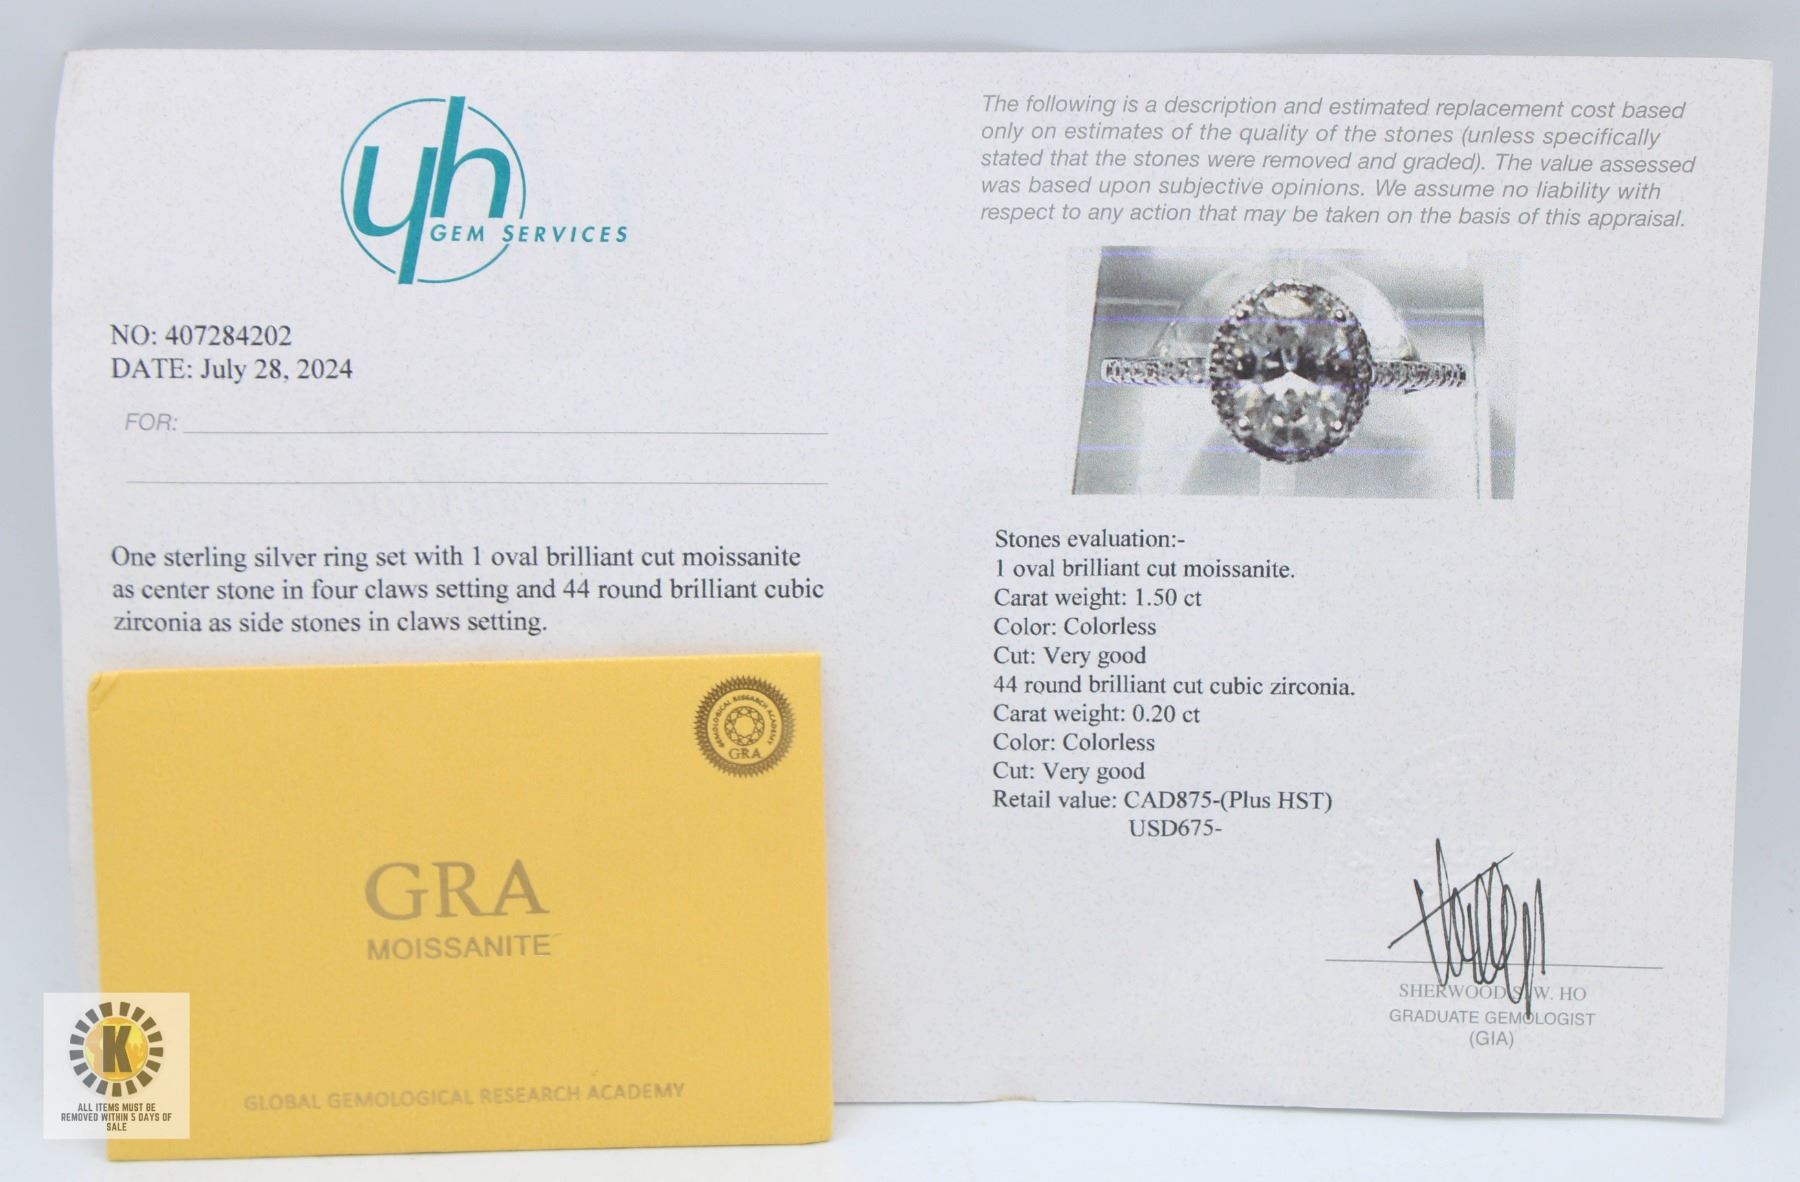 yh
GEM SERVICES
NO: 407284202
DATE: July 28, 2024
FOR:
One sterling silver ring set with 1 oval brilliant cut moissanite
as center stone in four claws setting and 44 round brilliant cubic
zirconia as side stones in claws setting.
The following is a description and estimated replacement cost based
only on estimates of the quality of the stones (unless specifically
stated that the stones were removed and graded). The value assessed
was based upon subjective opinions. We assume no liability with
respect to any action that may be taken on the basis of this appraisal.
Stones evaluation:-
1 oval brilliant cut moissanite.
Carat weight: 1.50 ct
Color: Colorless
Cut: Very good
44 round brilliant cut cubic zirconia.
Carat weight: 0.20 ct
Color: Colorless
Cut: Very good
Retail value: CAD875-(Plus HST)
USD675-
SHERWOOD S. W. HO
GRADUATE GEMOLOGIST
(GIA)
GEMOLOGICAL RESEARCH ACADEMY
GRA
GRA
MOISSANITE
GLOBAL GEMOLOGICAL RESEARCH ACADEMY
K
ALL ITEMS MUST BE
REMOVED WITHIN 5 DAYS OF
SALE